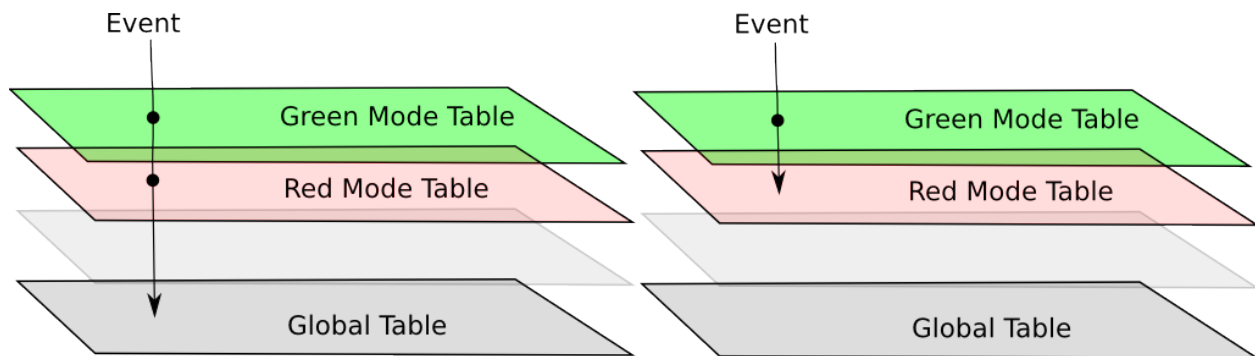 Event
Green Mode Table
Red Mode Table
Global Table
Event
Green Mode Table
Red Mode Table
Global Table